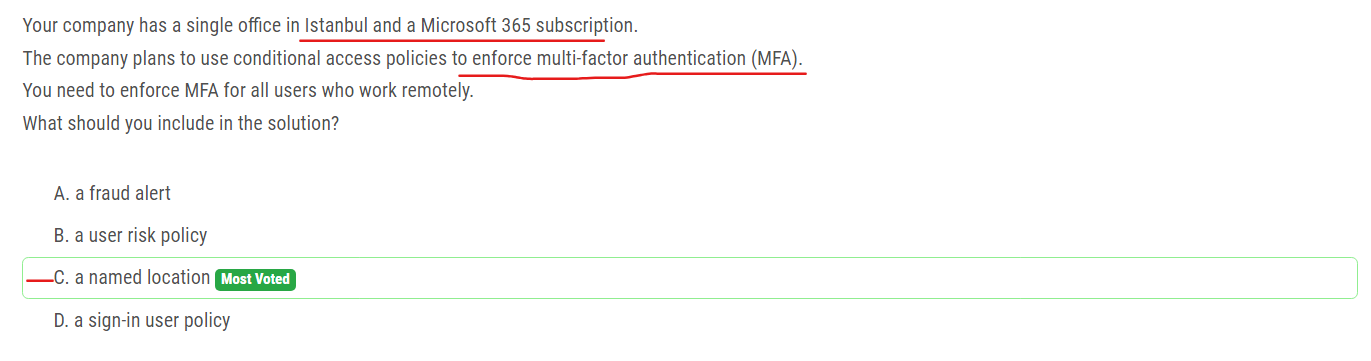 Your company has a single office in Istanbul and a Microsoft 365 subscription.
The company plans to use conditional access policies to enforce multi-factor authentication (MFA).
You need to enforce MFA for all users who work remotely.
What should you include in the solution?
A. a fraud alert
B. a user risk policy
C. a named location Most Voted
D. a sign-in user policy